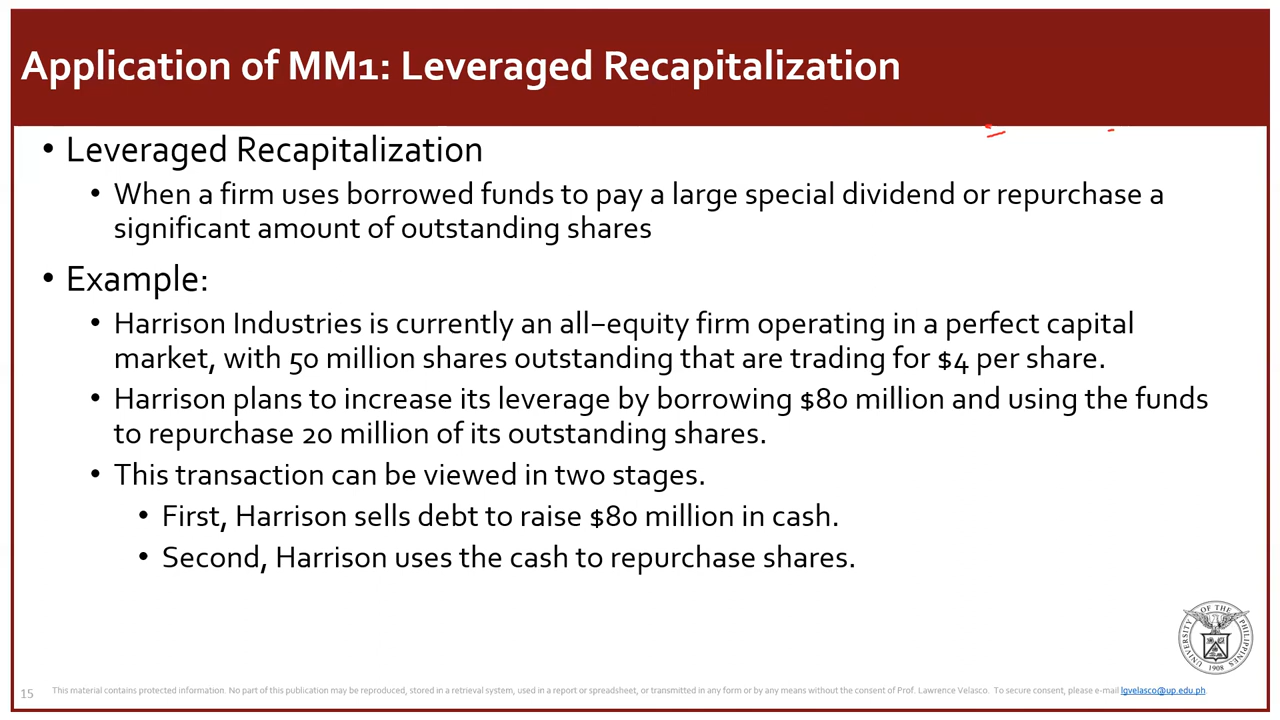 Application of MM1: Leveraged Recapitalization
• Leveraged Recapitalization
• When a firm uses borrowed funds to pay a large special dividend or repurchase a
significant amount of outstanding shares
• Example:
• Harrison Industries is currently an all–equity firm operating in a perfect capital
market, with 50 million shares outstanding that are trading for $4 per share.
• Harrison plans to increase its leverage by borrowing $80 million and using the funds
to repurchase 20 million of its outstanding shares.
• This transaction can be viewed in two stages.
• First, Harrison sells debt to raise $80 million in cash.
• Second, Harrison uses the cash to repurchase shares.
UNIVERSITY OF THE PHILIPPINES
1908
15
This material contains protected information. No part of this publication may be reproduced, stored in a retrieval system, used in a report or spreadsheet, or transmitted in any form or by any means without the consent of Prof. Lawrence Velasco. To secure consent, please e-mail lgvelasco@up.edu.ph.